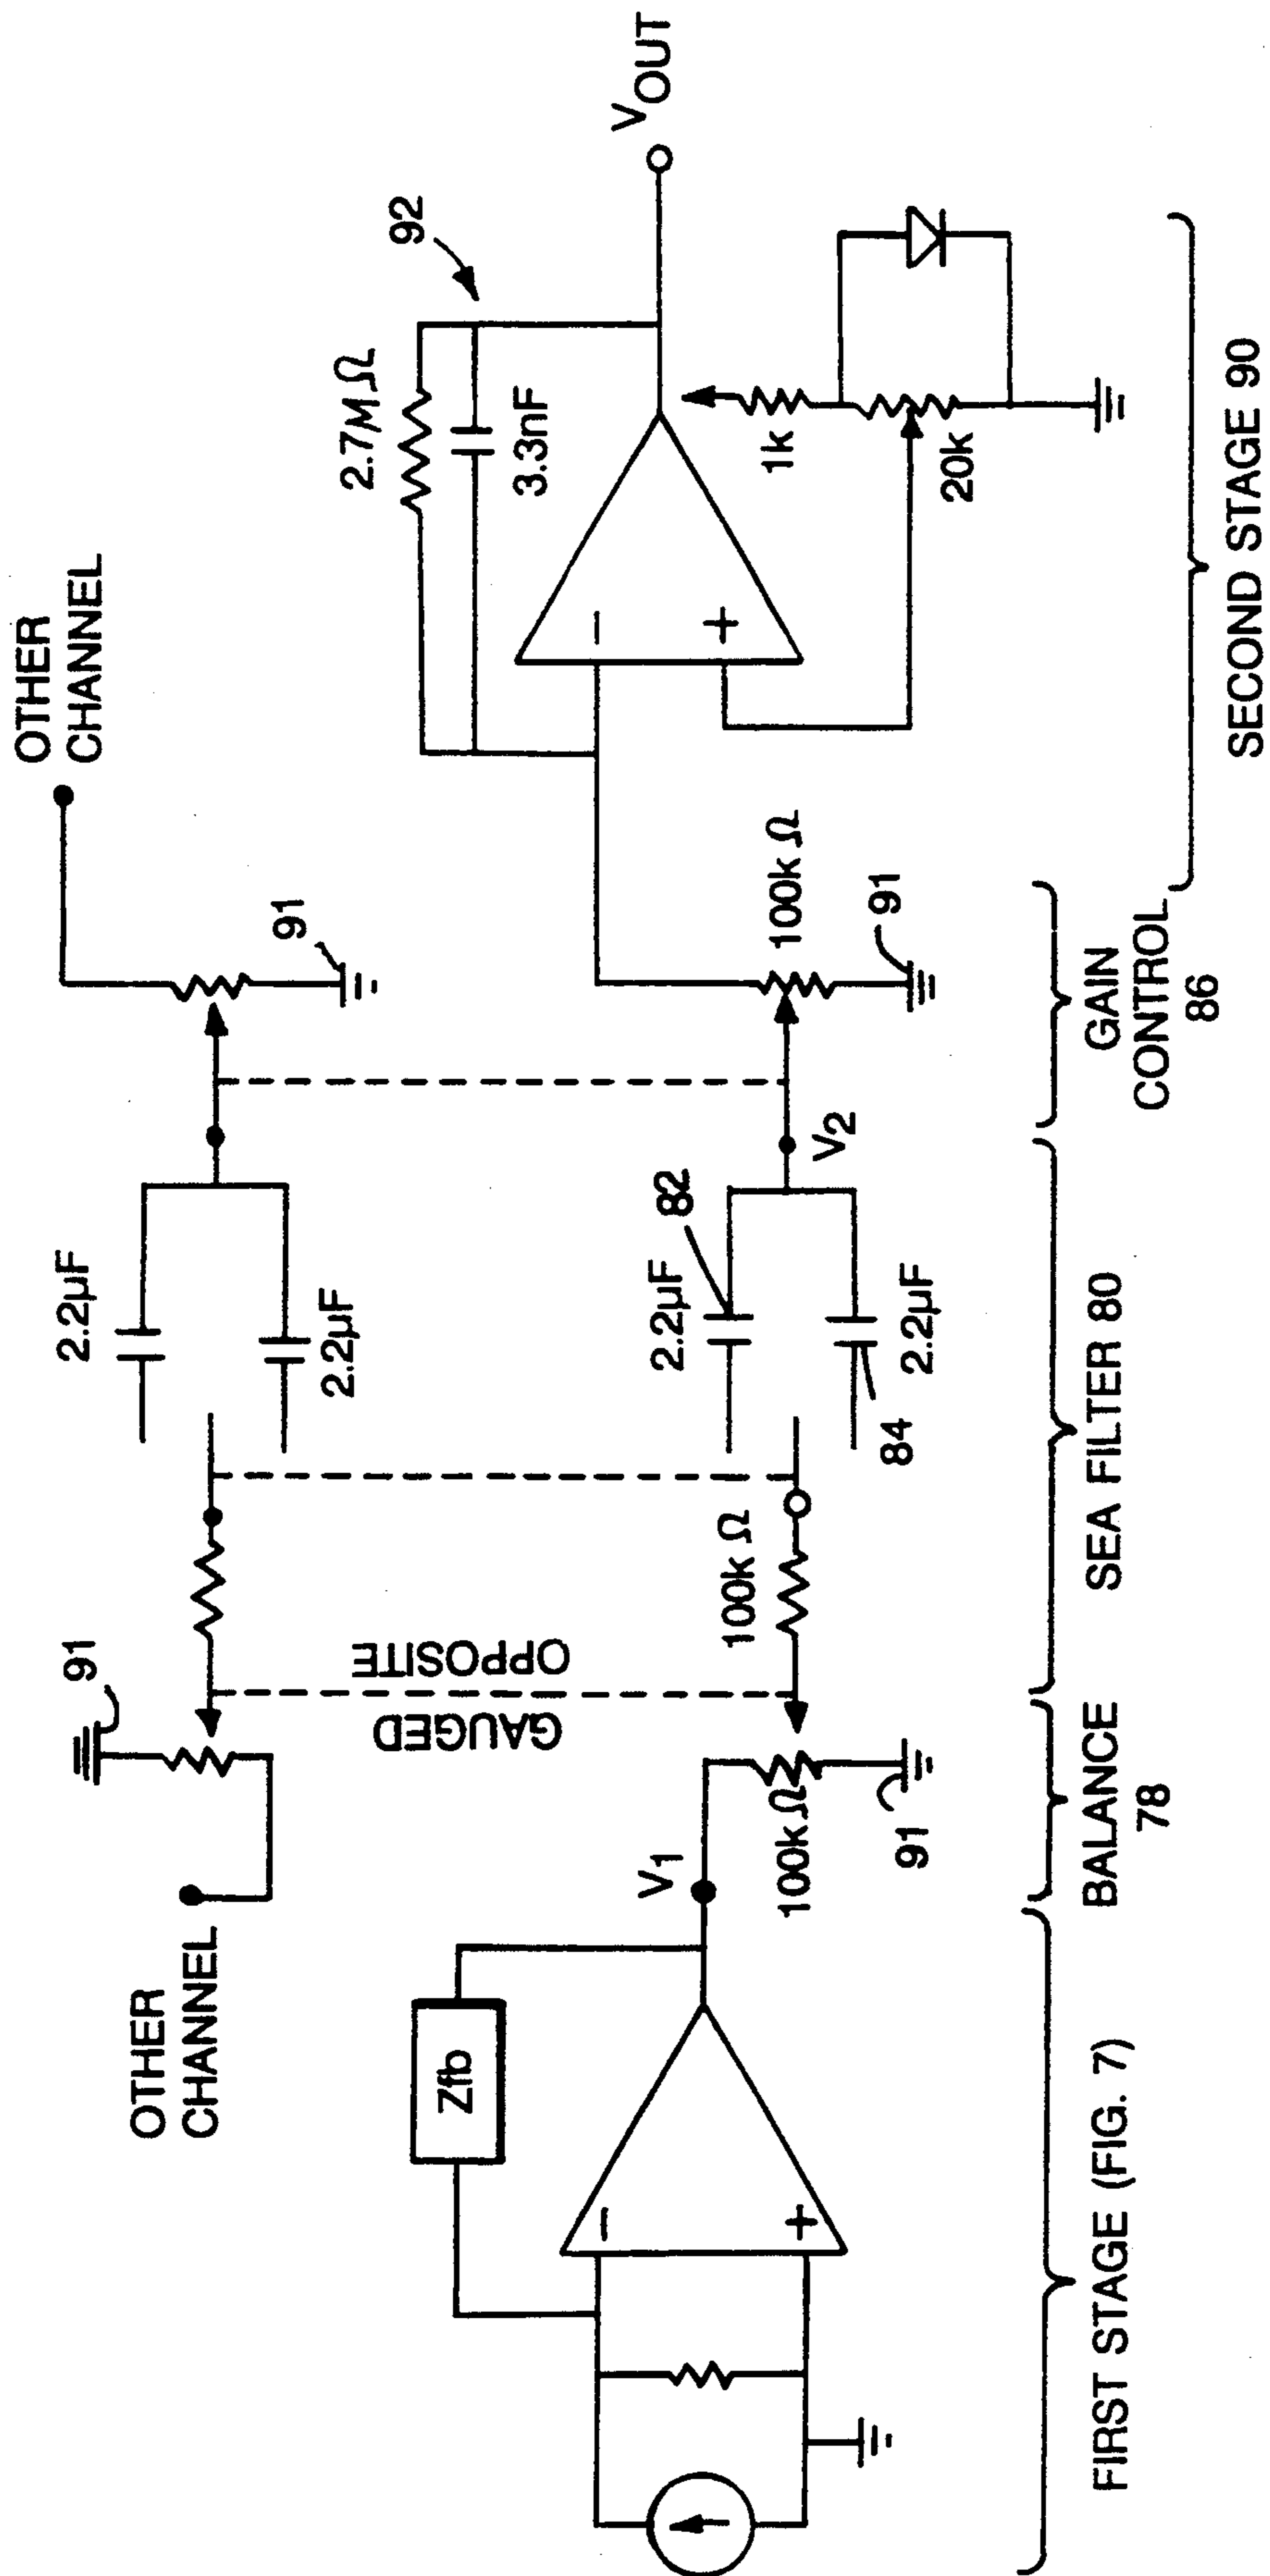 OTHER
CHANNEL
OTHER
CHANNEL
91
91
2.2µF
2.2µF
GAUGED
OPPOSITE
Zfb
−
+
V1
100kΩ
91
100kΩ
2.2µF
82
2.2µF
84
V2
100kΩ
91
2.7MΩ
3.3nF
92
−
+
1k
20k
VOUT
FIRST STAGE (FIG. 7)
BALANCE
78
SEA FILTER 80
GAIN
CONTROL
86
SECOND STAGE 90